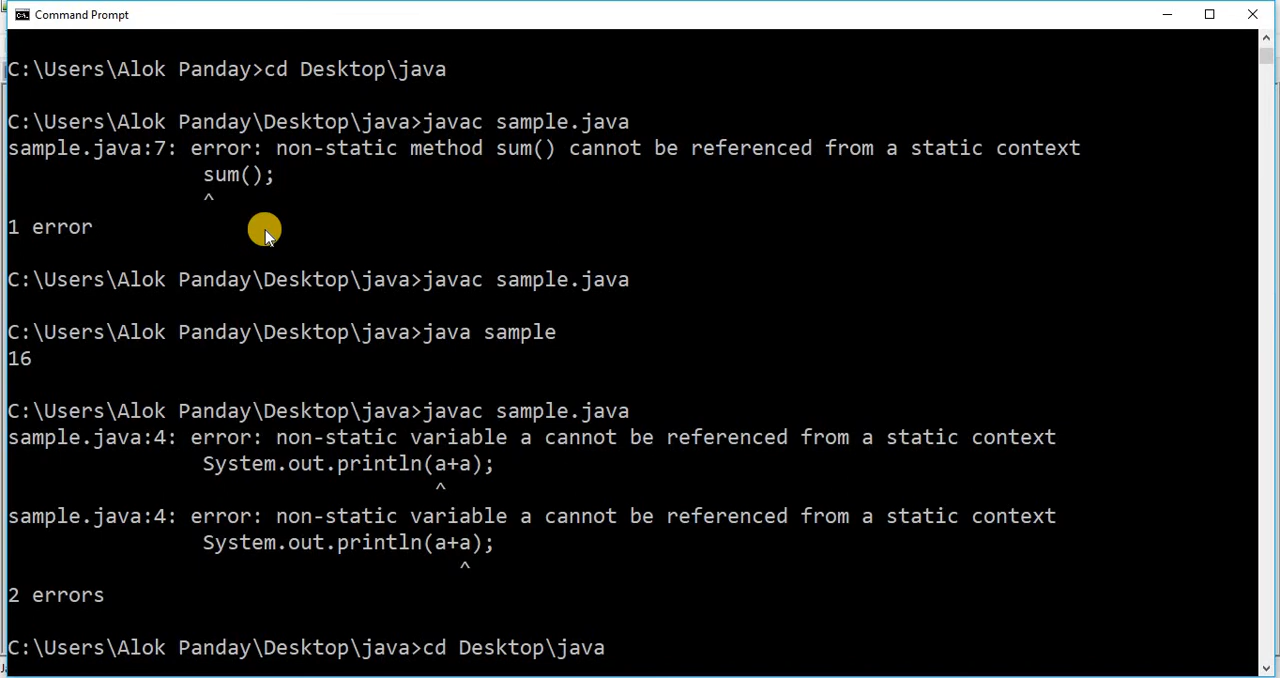 Command Prompt
C:\Users\Alok Panday>cd Desktop\java
C:\Users\Alok Panday\Desktop\java>javac sample.java
sample.java:7: error: non-static method sum() cannot be referenced from a static context
sum();
^
1 error
C:\Users\Alok Panday\Desktop\java>javac sample.java
C:\Users\Alok Panday\Desktop\java>java sample
16
C:\Users\Alok Panday\Desktop\java>javac sample.java
sample.java:4: error: non-static variable a cannot be referenced from a static context
System.out.println(a+a);
^
sample.java:4: error: non-static variable a cannot be referenced from a static context
System.out.println(a+a);
^
2 errors
C:\Users\Alok Panday\Desktop\java>cd Desktop\java